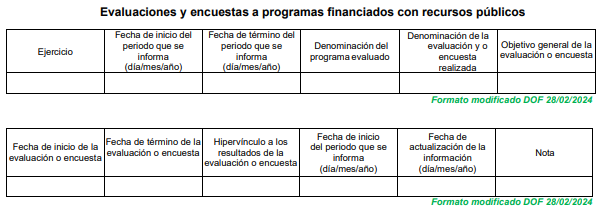 Evaluaciones y encuestas a programas financiados con recursos públicos
Ejercicio
Fecha de inicio del
periodo que se
informa
(día/mes/año)
Fecha de término del
periodo que se
informa
(día/mes/año)
Denominación del
programa evaluado
Denominación de la
evaluación y o
encuesta
realizada
Objetivo general de la
evaluación o encuesta
Formato modificado DOF 28/02/2024
Fecha de inicio de la
evaluación o encuesta
Fecha de término de la
evaluación o encuesta
Hipervínculo a los
resultados de la
evaluación o encuesta
Fecha de inicio
del periodo que se
informa
(día/mes/año)
Fecha de
actualización de la
información
(día/mes/año)
Nota
Formato modificado DOF 28/02/2024